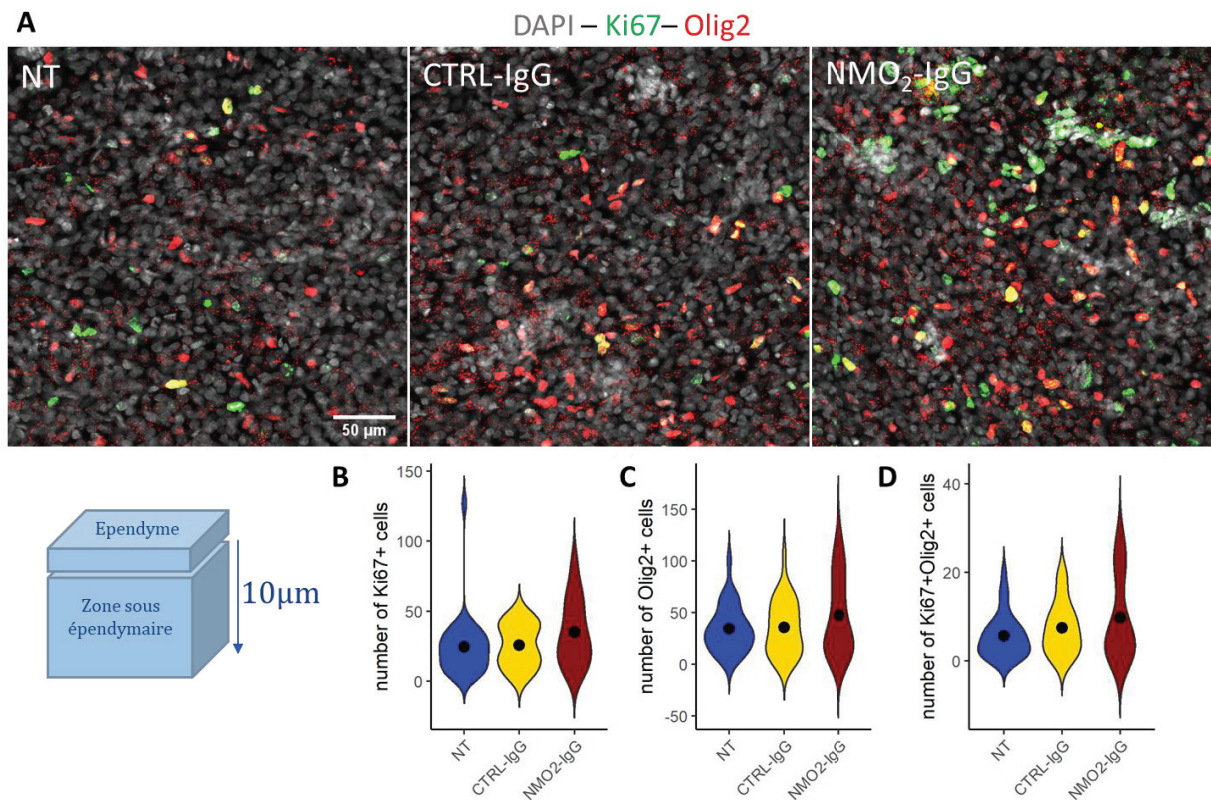 A
DAPI – Ki67– Olig2
NT
CTRL-IgG
NMO2-IgG
50 µm
Ependyme
Zone sous
épendymaire
10µm
B
number of Ki67+ cells
150
100
50
0
NT
CTRL-IgG
NMO2-IgG
C
number of Olig2+ cells
150
100
50
0
-50
NT
CTRL-IgG
NMO2-IgG
D
number of Ki67+Olig2+ cells
40
20
0
NT
CTRL-IgG
NMO2-IgG